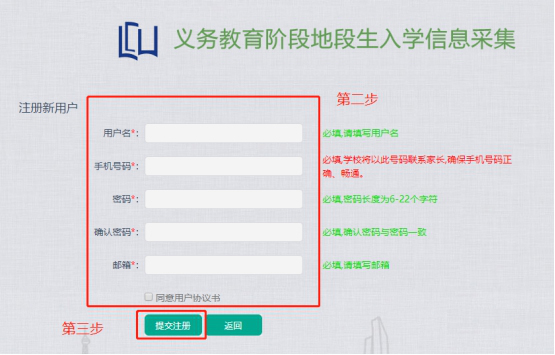 义务教育阶段地段生入学信息采集
第二步
注册新用户
用户名*: 必填,请填写用户名
手机号码*: 必填,学校将以此号码联系家长,确保手机号码正
确、畅通。
密码*: 必填,密码长度为6-22个字符
确认密码*: 必填,确认密码与密码一致
邮箱*: 必填,请填写邮箱
同意用户协议书
第三步
提交注册 返回